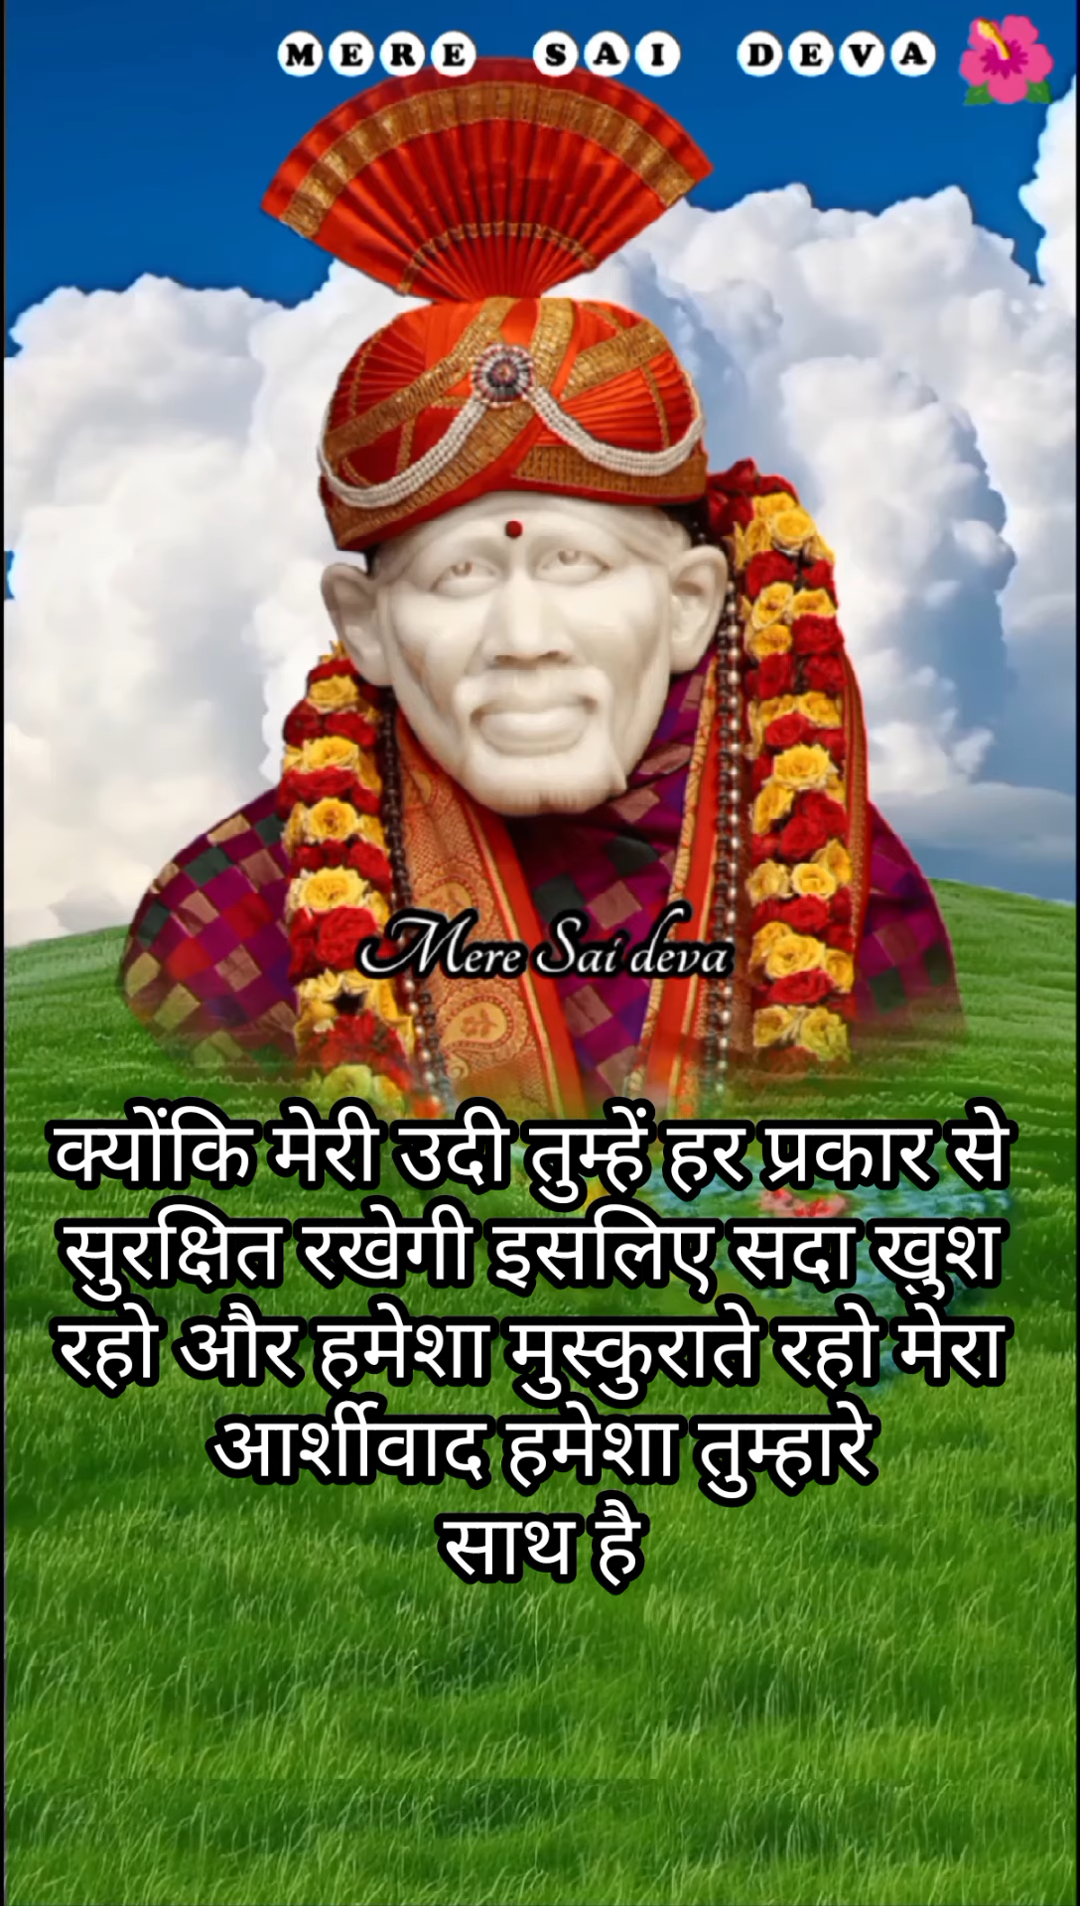 MERE SAI DEVA
Mere Sai deva
क्योंकि मेरी उदी तुम्हें हर प्रकार से
सुरक्षित रखेगी इसलिए सदा खुश
रहो और हमेशा मुस्कुराते रहो मेरा
आर्शीवाद हमेशा तुम्हारे
साथ है